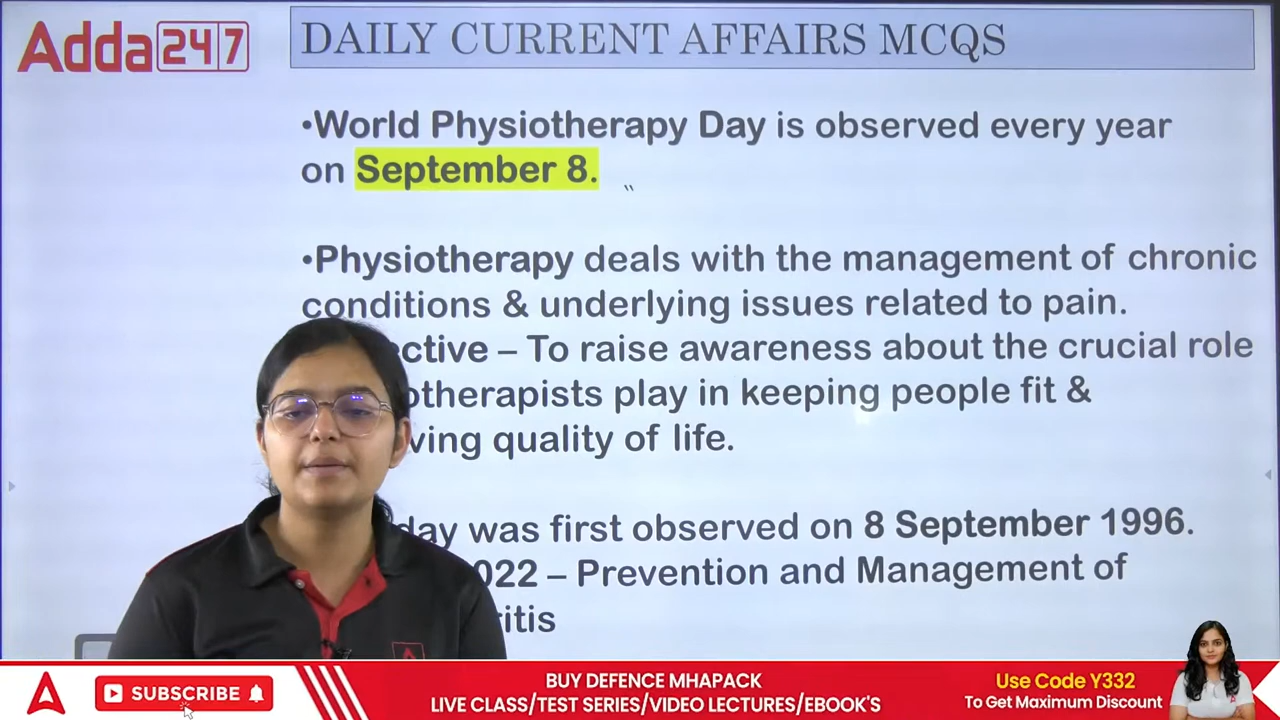 Adda247
DAILY CURRENT AFFAIRS MCQS
•World Physiotherapy Day is observed every year
on September 8.
•Physiotherapy deals with the management of chronic
conditions & underlying issues related to pain.
ective – To raise awareness about the crucial role
otherapists play in keeping people fit &
ving quality of life.
day was first observed on 8 September 1996.
022 – Prevention and Management of
ritis
SUBSCRIBE
BUY DEFENCE MHAPACK
LIVE CLASS/TEST SERIES/VIDEO LECTURES/EBOOK'S
Use Code Y332
To Get Maximum Discount